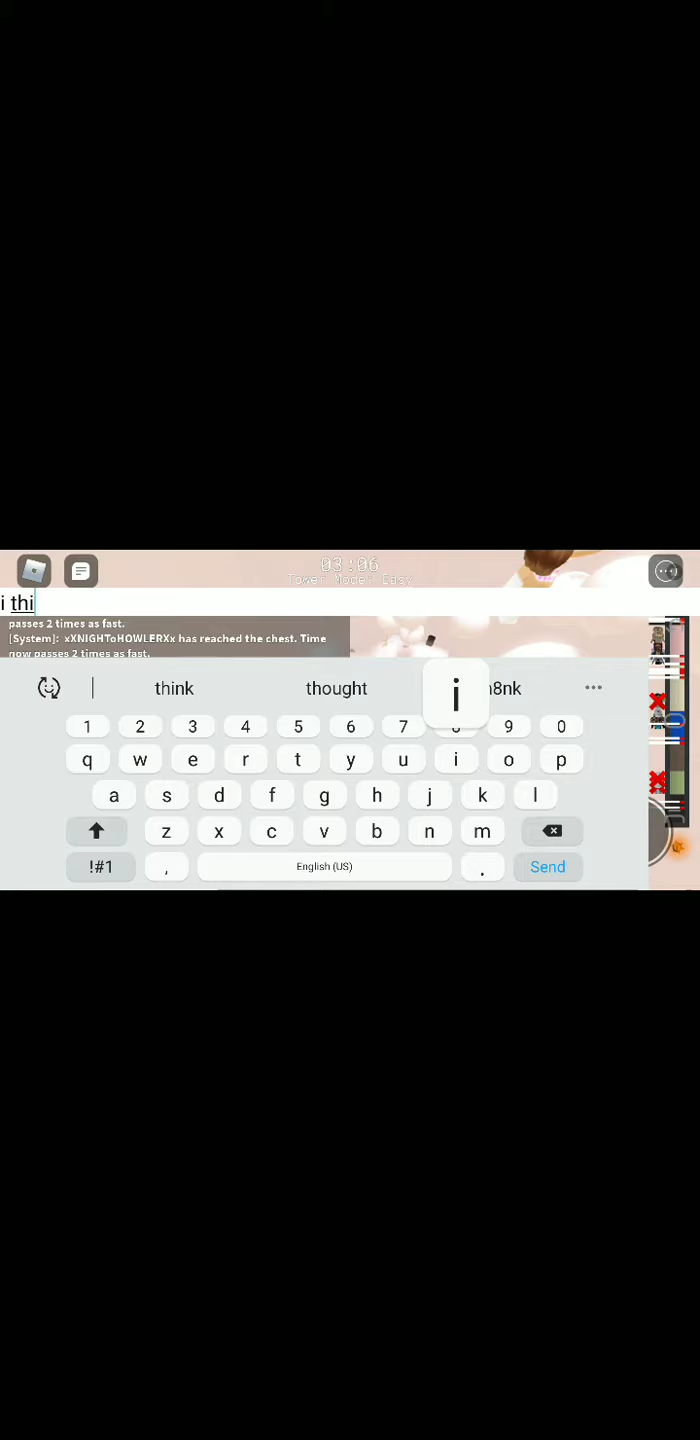 03:06
Tower Mode: Easy
i thi
passes 2 times as fast.
[System]: xXNIGHToHOWLERXx has reached the chest. Time
now passes 2 times as fast.
think thought i
1 2 3 4 5 6 7 9 0
q w e r t y u i o p
a s d f g h j k l
z x c v b n m
!#1 , English (US) . Send